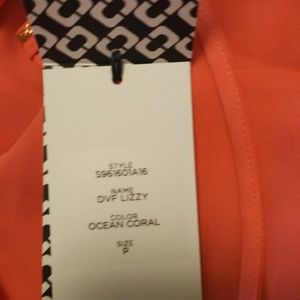 STYLE
S961601A16
NAME
DVF LIZZY
COLOR
OCEAN CORAL
SIZE
P